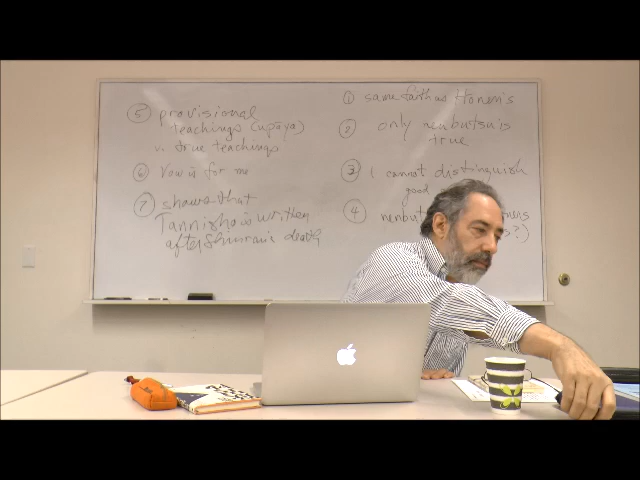 ① same faith as Honen's
② only nenbutsu is
true
③ I cannot distinguish
good
④
⑤ provisional
teachings (upaya)
v. true teachings
⑥ Vow is for me
⑦ shows that
Tannisho is written
after Shinran's death